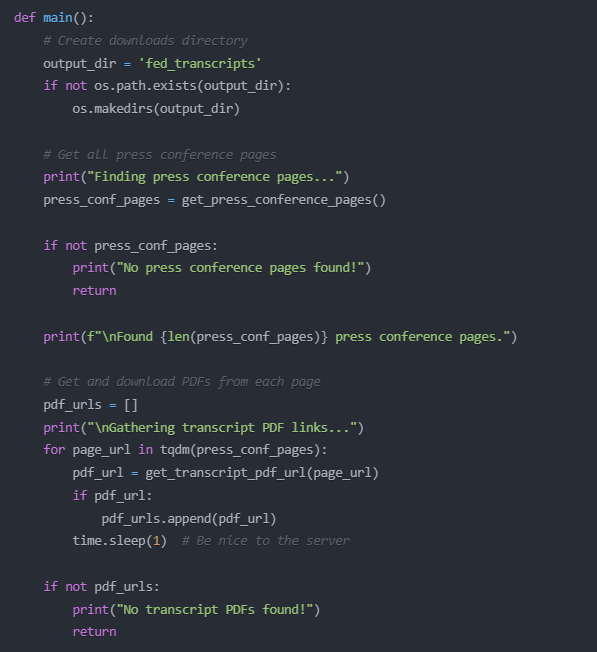 def main():
    # Create downloads directory
    output_dir = 'fed_transcripts'
    if not os.path.exists(output_dir):
        os.makedirs(output_dir)

    # Get all press conference pages
    print("Finding press conference pages...")
    press_conf_pages = get_press_conference_pages()

    if not press_conf_pages:
        print("No press conference pages found!")
        return

    print(f"\nFound {len(press_conf_pages)} press conference pages.")

    # Get and download PDFs from each page
    pdf_urls = []
    print("\nGathering transcript PDF links...")
    for page_url in tqdm(press_conf_pages):
        pdf_url = get_transcript_pdf_url(page_url)
        if pdf_url:
            pdf_urls.append(pdf_url)
        time.sleep(1)  # Be nice to the server

    if not pdf_urls:
        print("No transcript PDFs found!")
        return